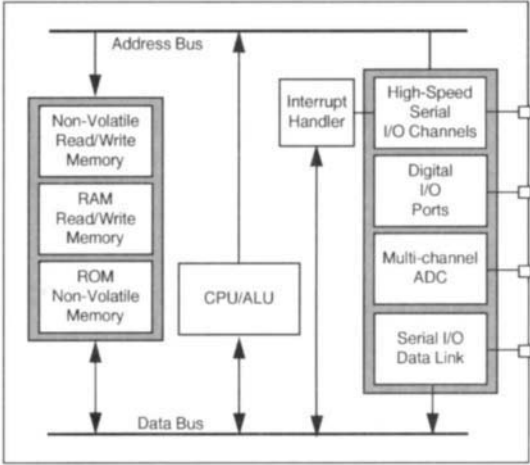 Address Bus
Non-Volatile
Read/Write
Memory
RAM
Read/Write
Memory
ROM
Non-Volatile
Memory
CPU/ALU
Interrupt
Handler
High-Speed
Serial
I/O Channels
Digital
I/O
Ports
Multi-channel
ADC
Serial I/O
Data Link
Data Bus